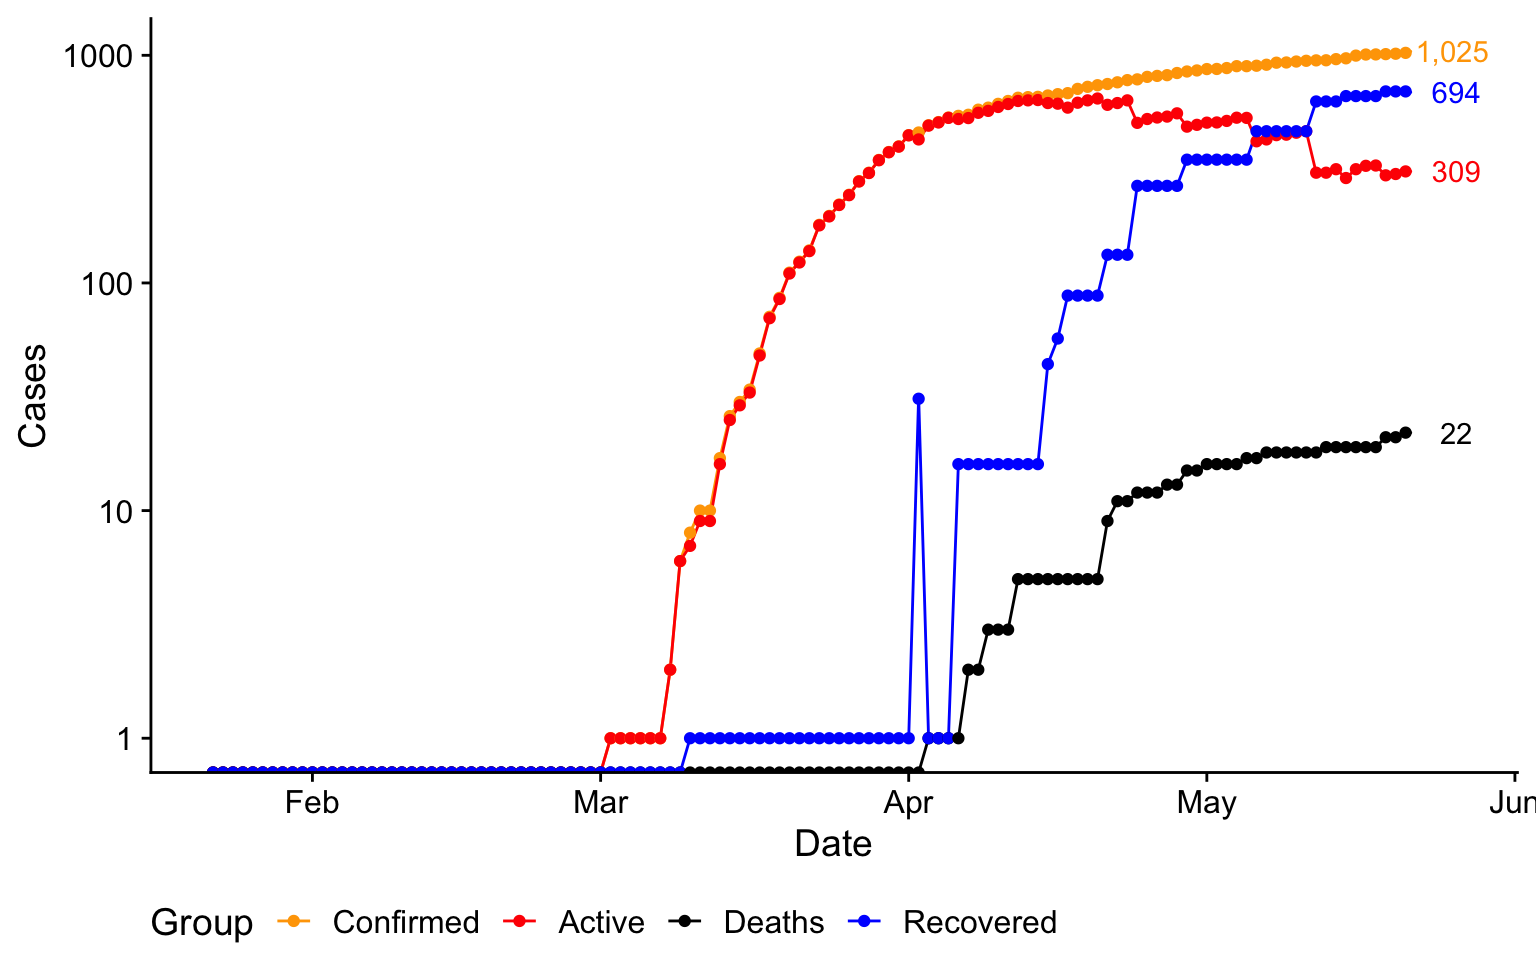 1000
1,025
694
309
100
Cases
22
10
1
Feb Mar Apr May Jun
Date
Group Confirmed Active Deaths Recovered